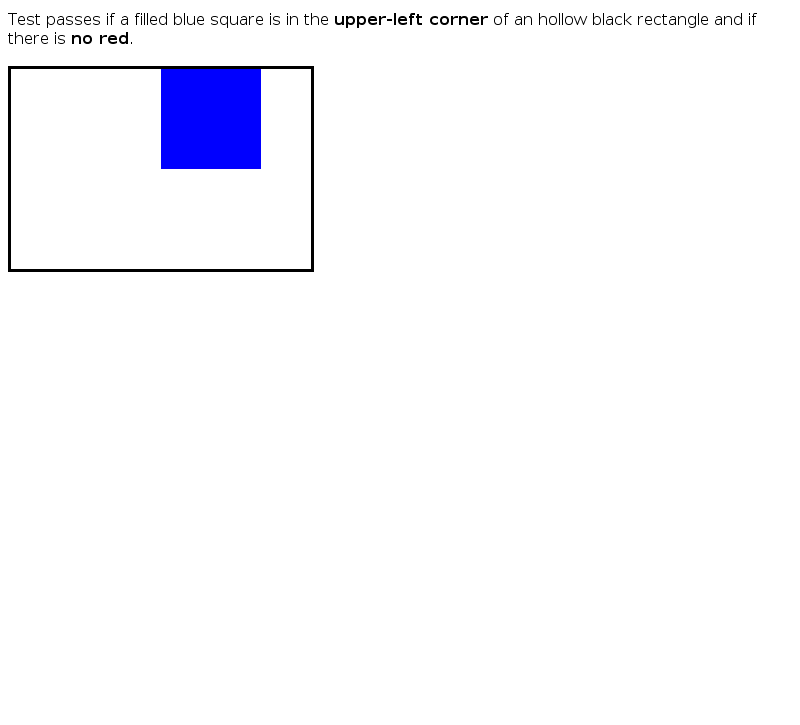 Test passes if a filled blue square is in the upper-left corner of an hollow black rectangle and if
there is no red.